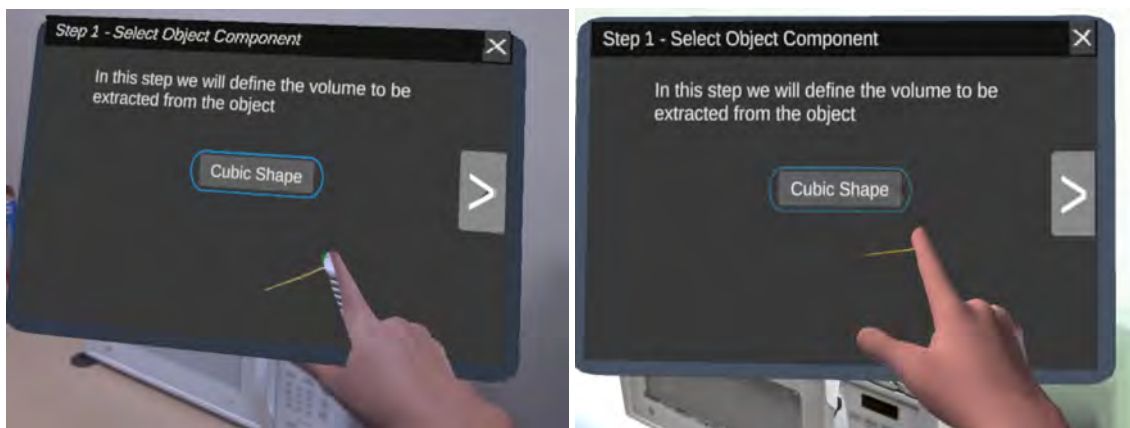 Step 1 - Select Object Component
X
In this step we will define the volume to be
extracted from the object
Cubic Shape
>
Step 1 - Select Object Component
X
In this step we will define the volume to be
extracted from the object
Cubic Shape
>